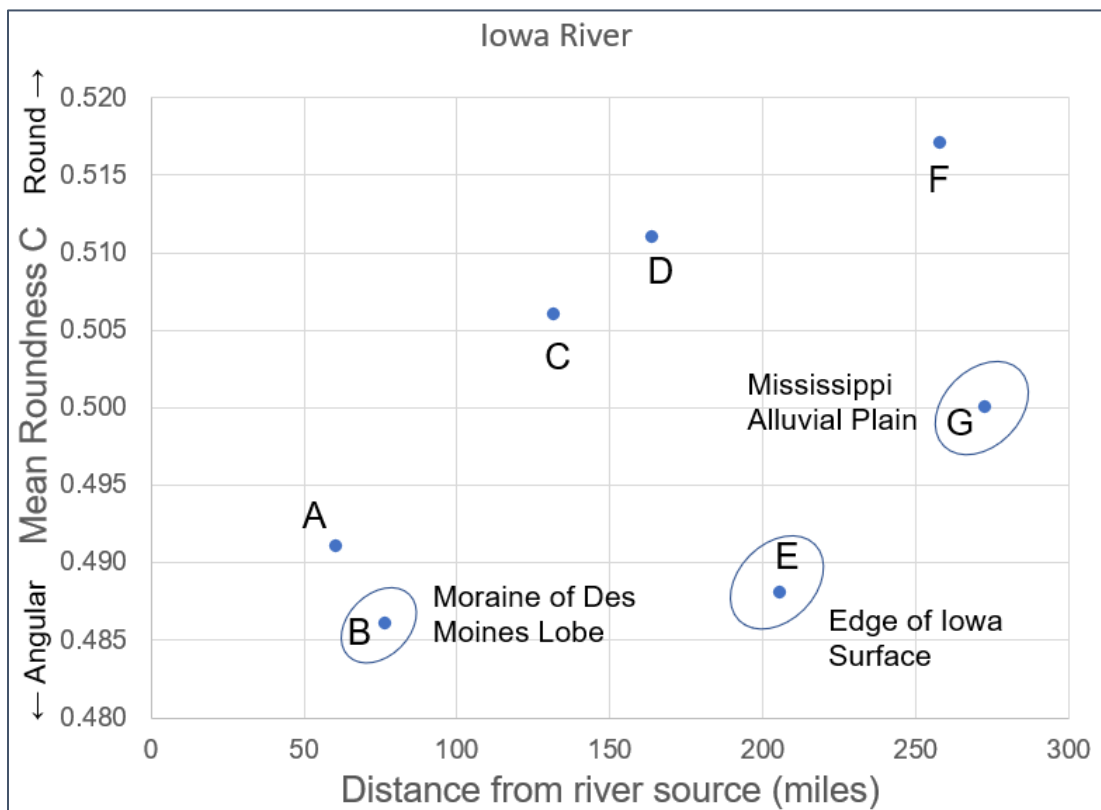 Iowa River
← Angular Mean Roundness C Round →
0.520
0.515
0.510
0.505
0.500
0.495
0.490
0.485
0.480
F
D
C
Mississippi
Alluvial Plain
G
A
E
B
Moraine of Des
Moines Lobe
Edge of Iowa
Surface
0 50 100 150 200 250 300
Distance from river source (miles)